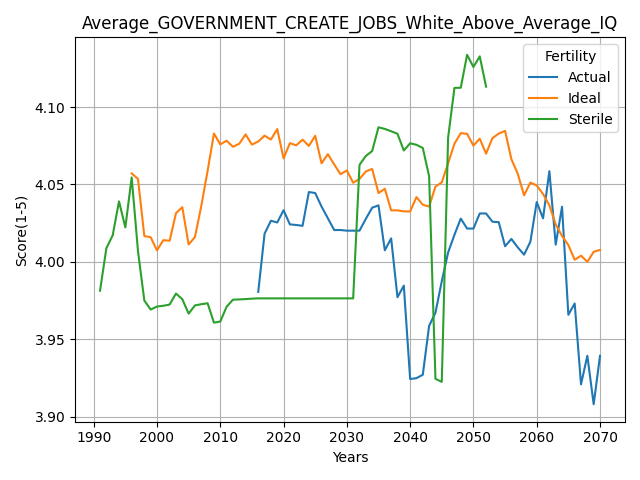 Average_GOVERNMENT_CREATE_JOBS_White_Above_Average_IQ
Fertility
Actual
Ideal
Sterile
Score(1-5)
4.10
4.05
4.00
3.95
3.90
1990 2000 2010 2020 2030 2040 2050 2060 2070
Years